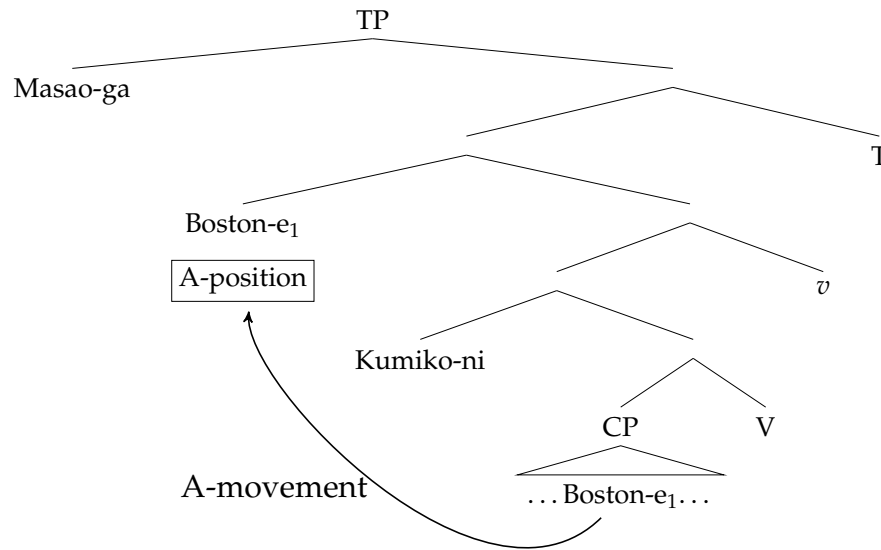 TP
Masao-ga
T
Boston-e₁
A-position
v
Kumiko-ni
CP
V
A-movement
...Boston-e₁...